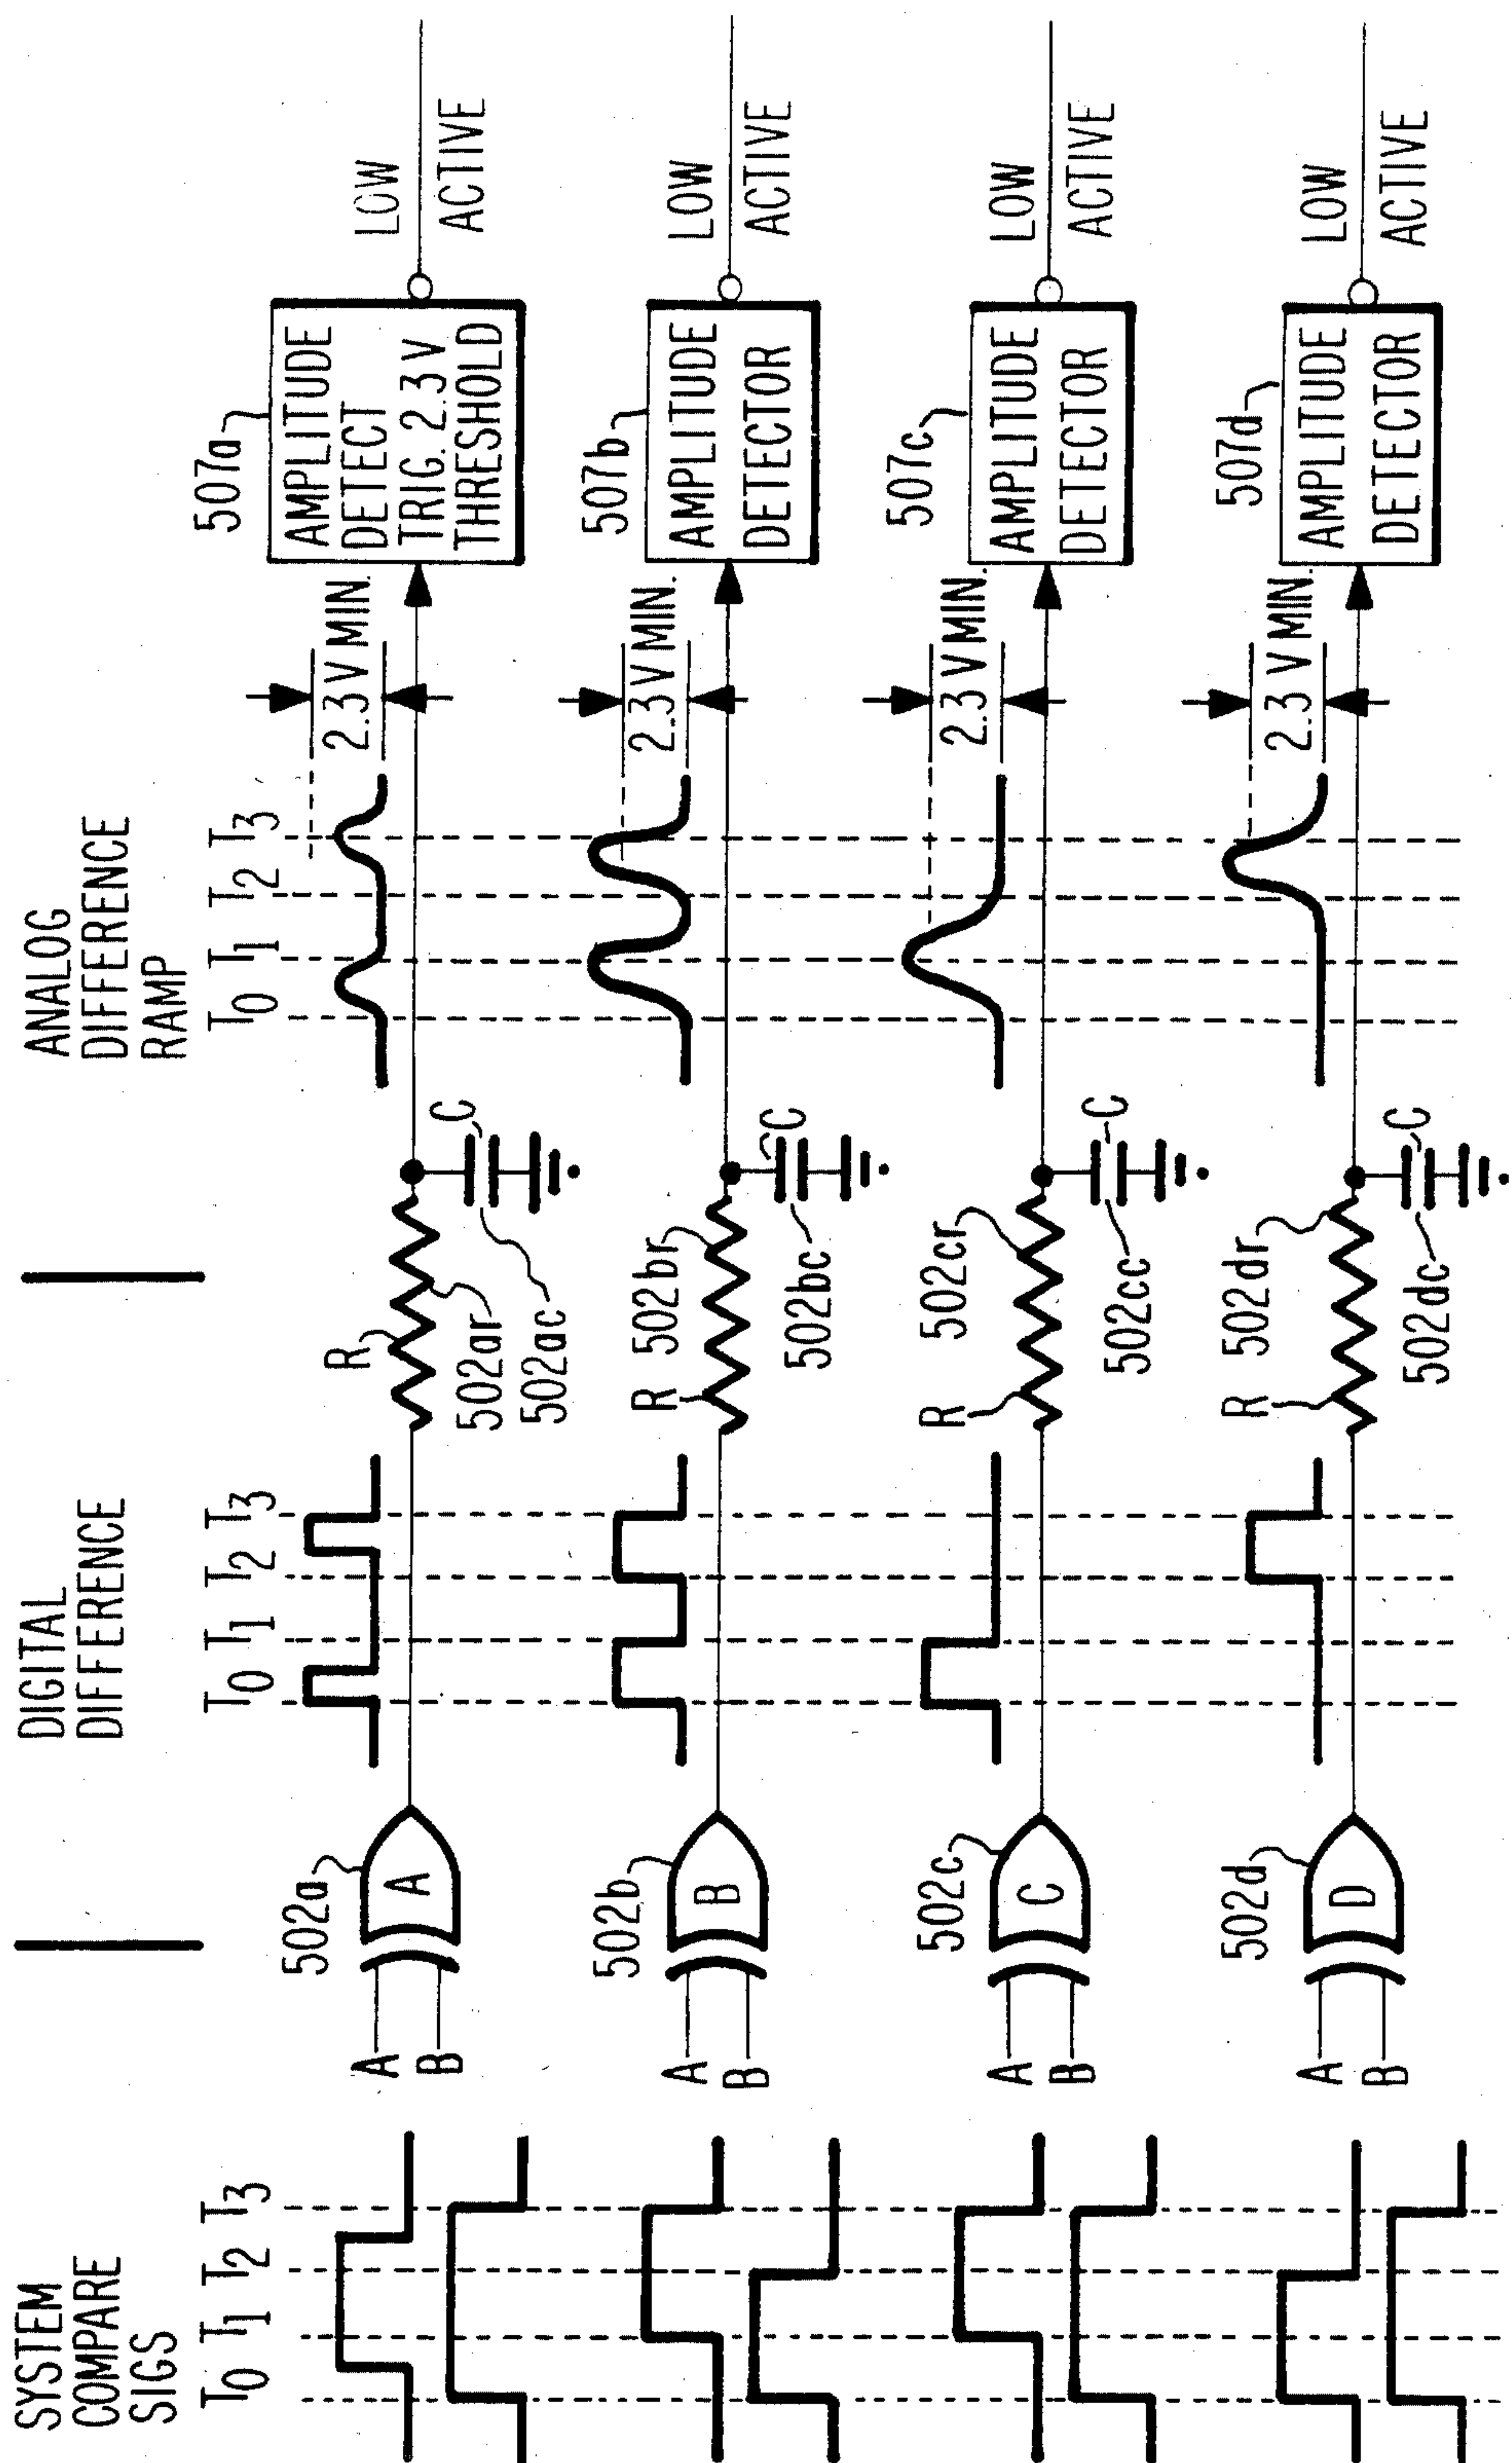 SYSTEM
COMPARE
SIGS
T0 T1 T2 T3
DIGITAL
DIFFERENCE
T0 T1 T2 T3
ANALOG
DIFFERENCE
RAMP
T0 T1 T2 T3
A
B
502a
A
R
502ar
502ac
C
2.3 V MIN.
507a
AMPLITUDE
DETECT
TRIG. 2.3 V
THRESHOLD
LOW
ACTIVE
A
B
502b
B
R
502br
502bc
C
2.3 V MIN.
507b
AMPLITUDE
DETECTOR
LOW
ACTIVE
A
B
502c
C
R
502cr
502cc
C
2.3 V MIN.
507c
AMPLITUDE
DETECTOR
LOW
ACTIVE
A
B
502d
D
R
502dr
502dc
C
2.3 V MIN.
507d
AMPLITUDE
DETECTOR
LOW
ACTIVE